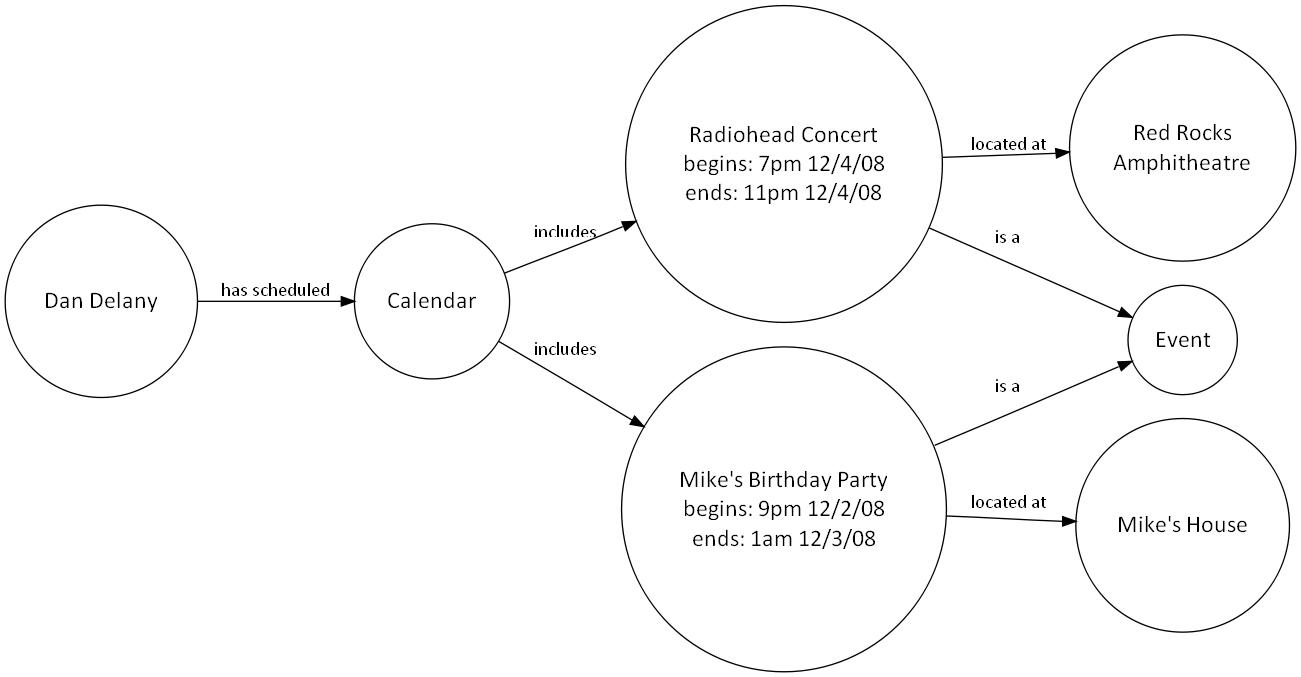 Dan Delany
has scheduled
Calendar
includes
includes
Radiohead Concert
begins: 7pm 12/4/08
ends: 11pm 12/4/08
located at
Red Rocks
Amphitheatre
is a
Event
is a
Mike's Birthday Party
begins: 9pm 12/2/08
ends: 1am 12/3/08
located at
Mike's House